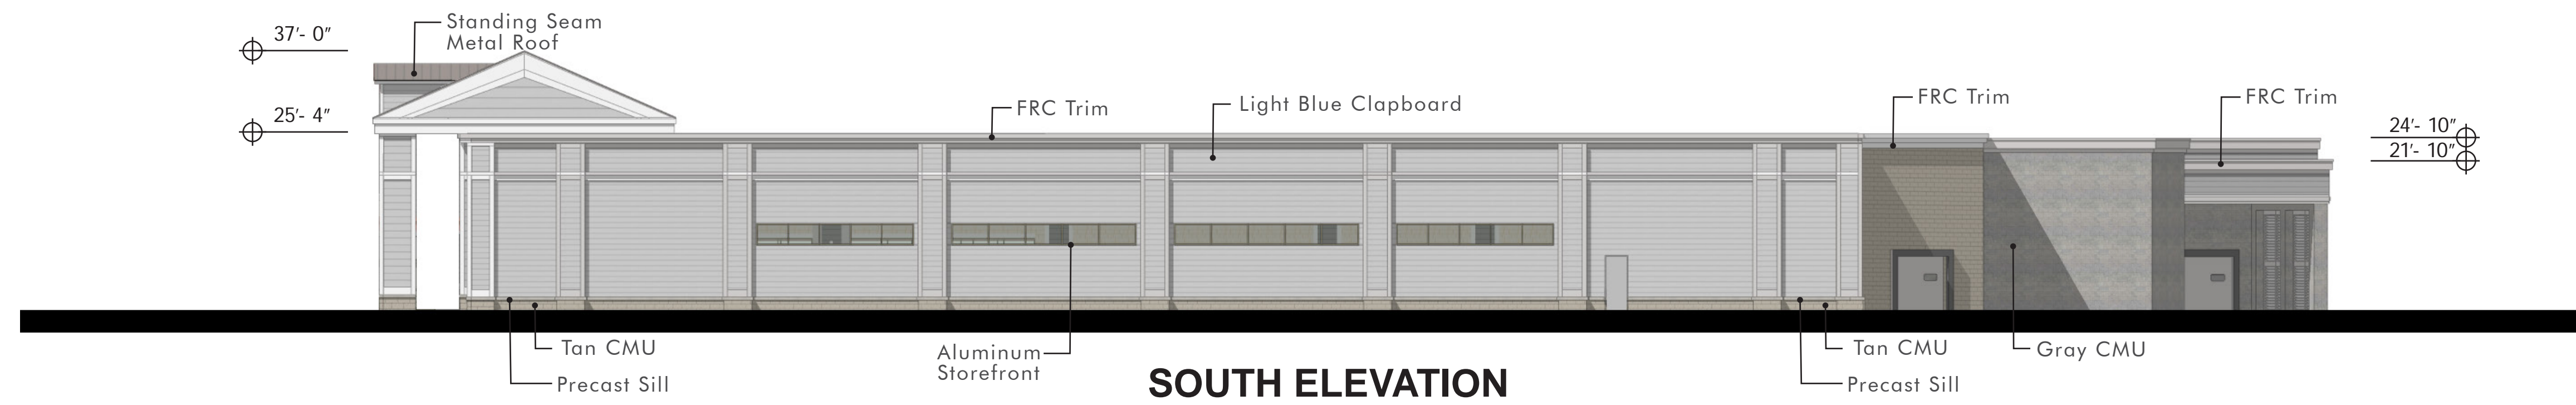 Standing Seam
Metal Roof
37'- 0"
25'- 4"
FRC Trim
Light Blue Clapboard
FRC Trim
FRC Trim
24'- 10"
21'- 10"
Tan CMU
Precast Sill
Aluminum
Storefront
Tan CMU
Precast Sill
Gray CMU
SOUTH ELEVATION